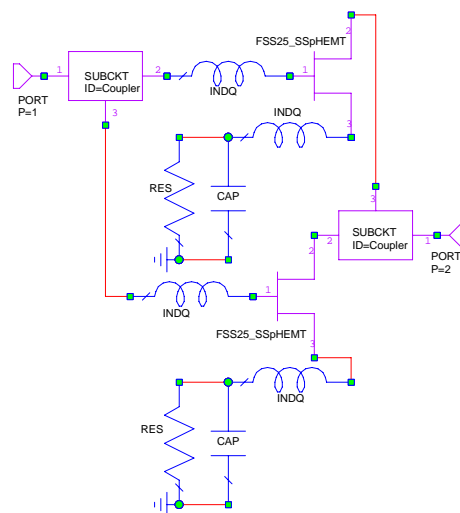 FSS25_SSpHEMT
2
1
SUBCKT
ID=Coupler
2
1
PORT
P=1
3
INDQ
3
INDQ
RES
CAP
3
SUBCKT
ID=Coupler
2
2
1
PORT
P=2
1
INDQ
FSS25_SSpHEMT
3
INDQ
RES
CAP